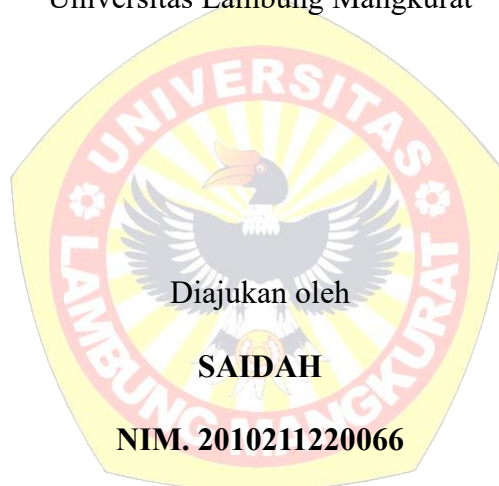 Universitas Lambung Mangkurat
UNIVERSITAS
LAMBUNG MANGKURAT
Diajukan oleh
SAIDAH
NIM. 2010211220066